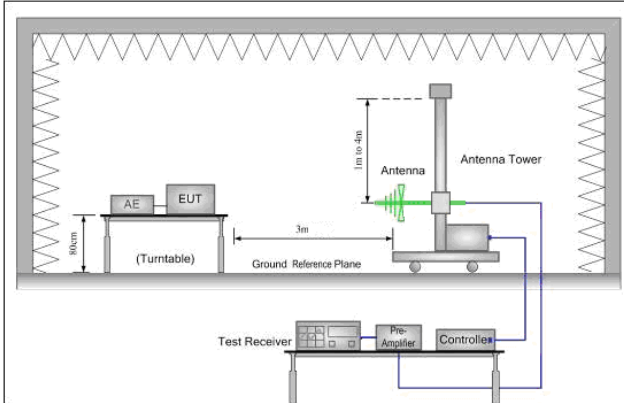 1m to 4m
Antenna
Antenna Tower
AE
EUT
80cm
(Turntable)
3m
Ground Reference Plane
Test Receiver
Pre-
Amplifier
Controller